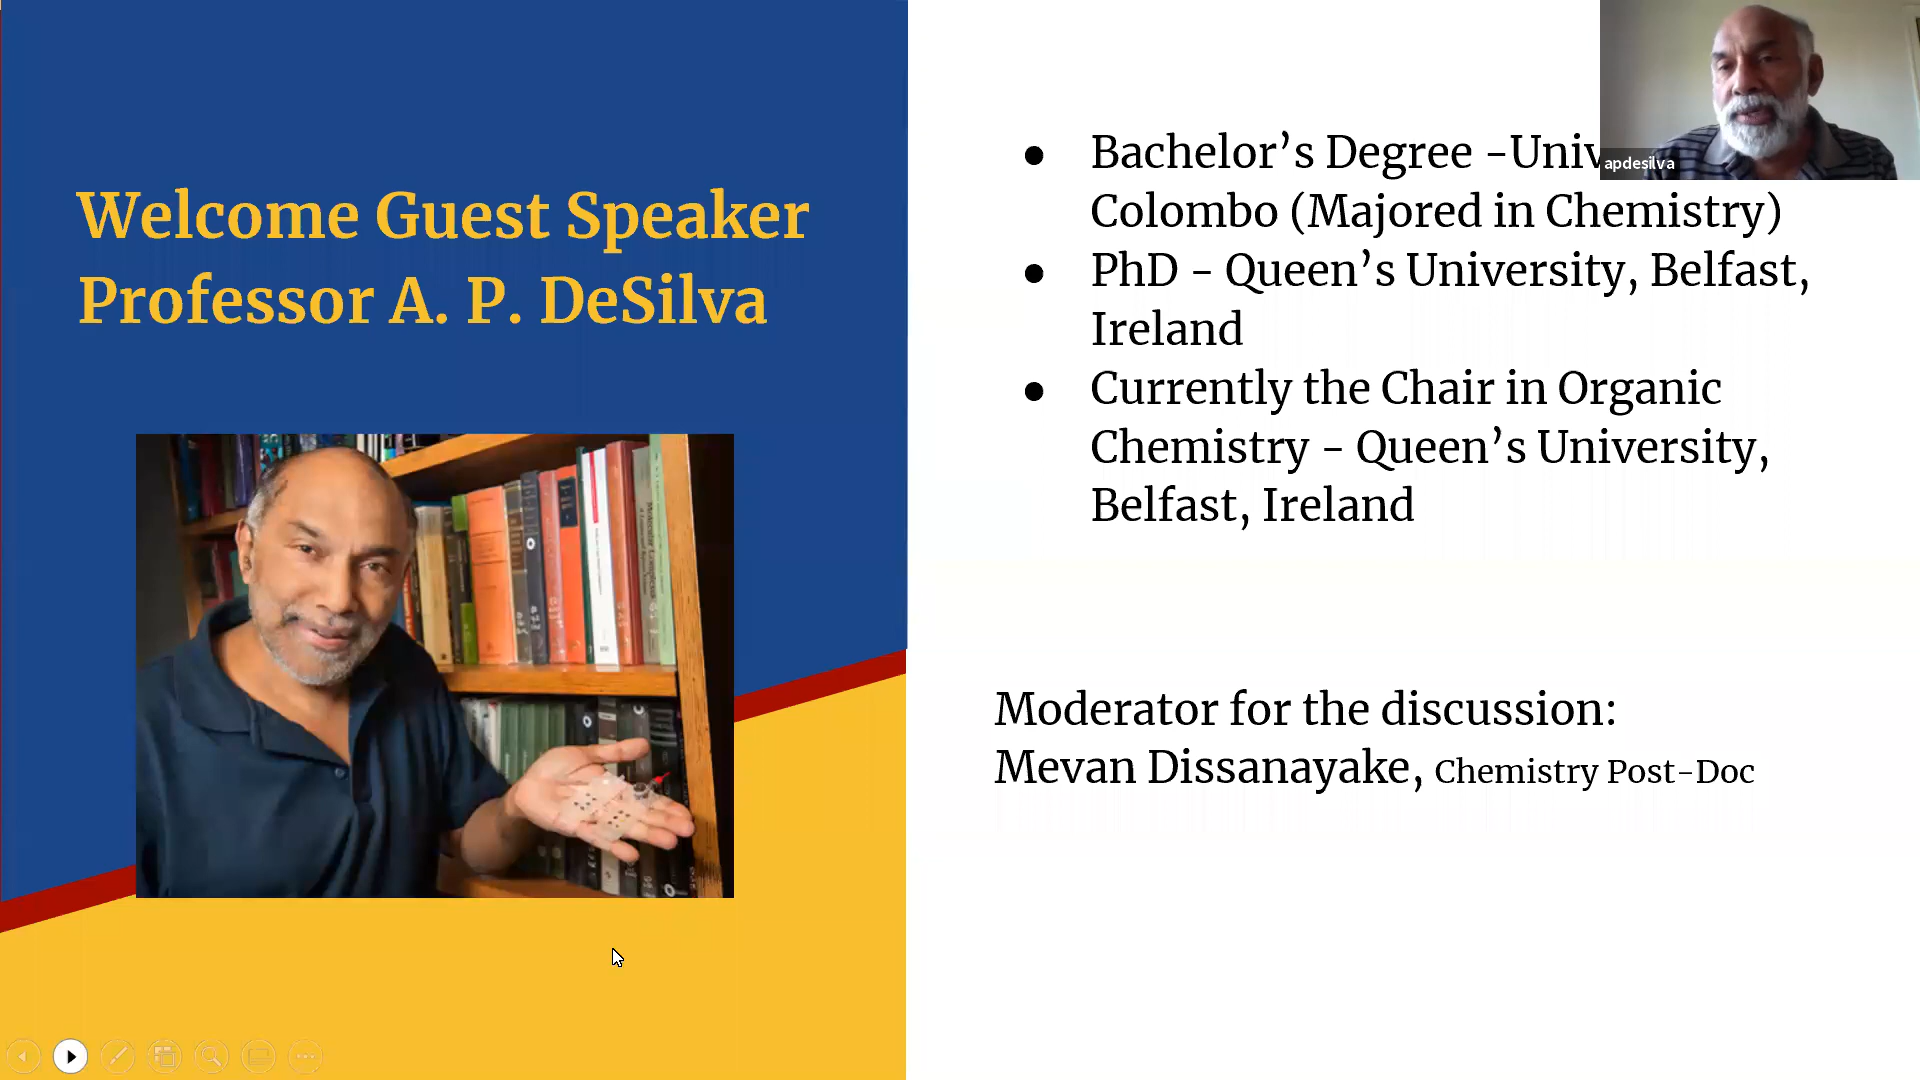 Welcome Guest Speaker
Professor A. P. DeSilva
● Bachelor’s Degree -Univ
Colombo (Majored in Chemistry)
● PhD - Queen’s University, Belfast,
Ireland
● Currently the Chair in Organic
Chemistry - Queen’s University,
Belfast, Ireland
Moderator for the discussion:
Mevan Dissanayake, Chemistry Post-Doc
apdesilva